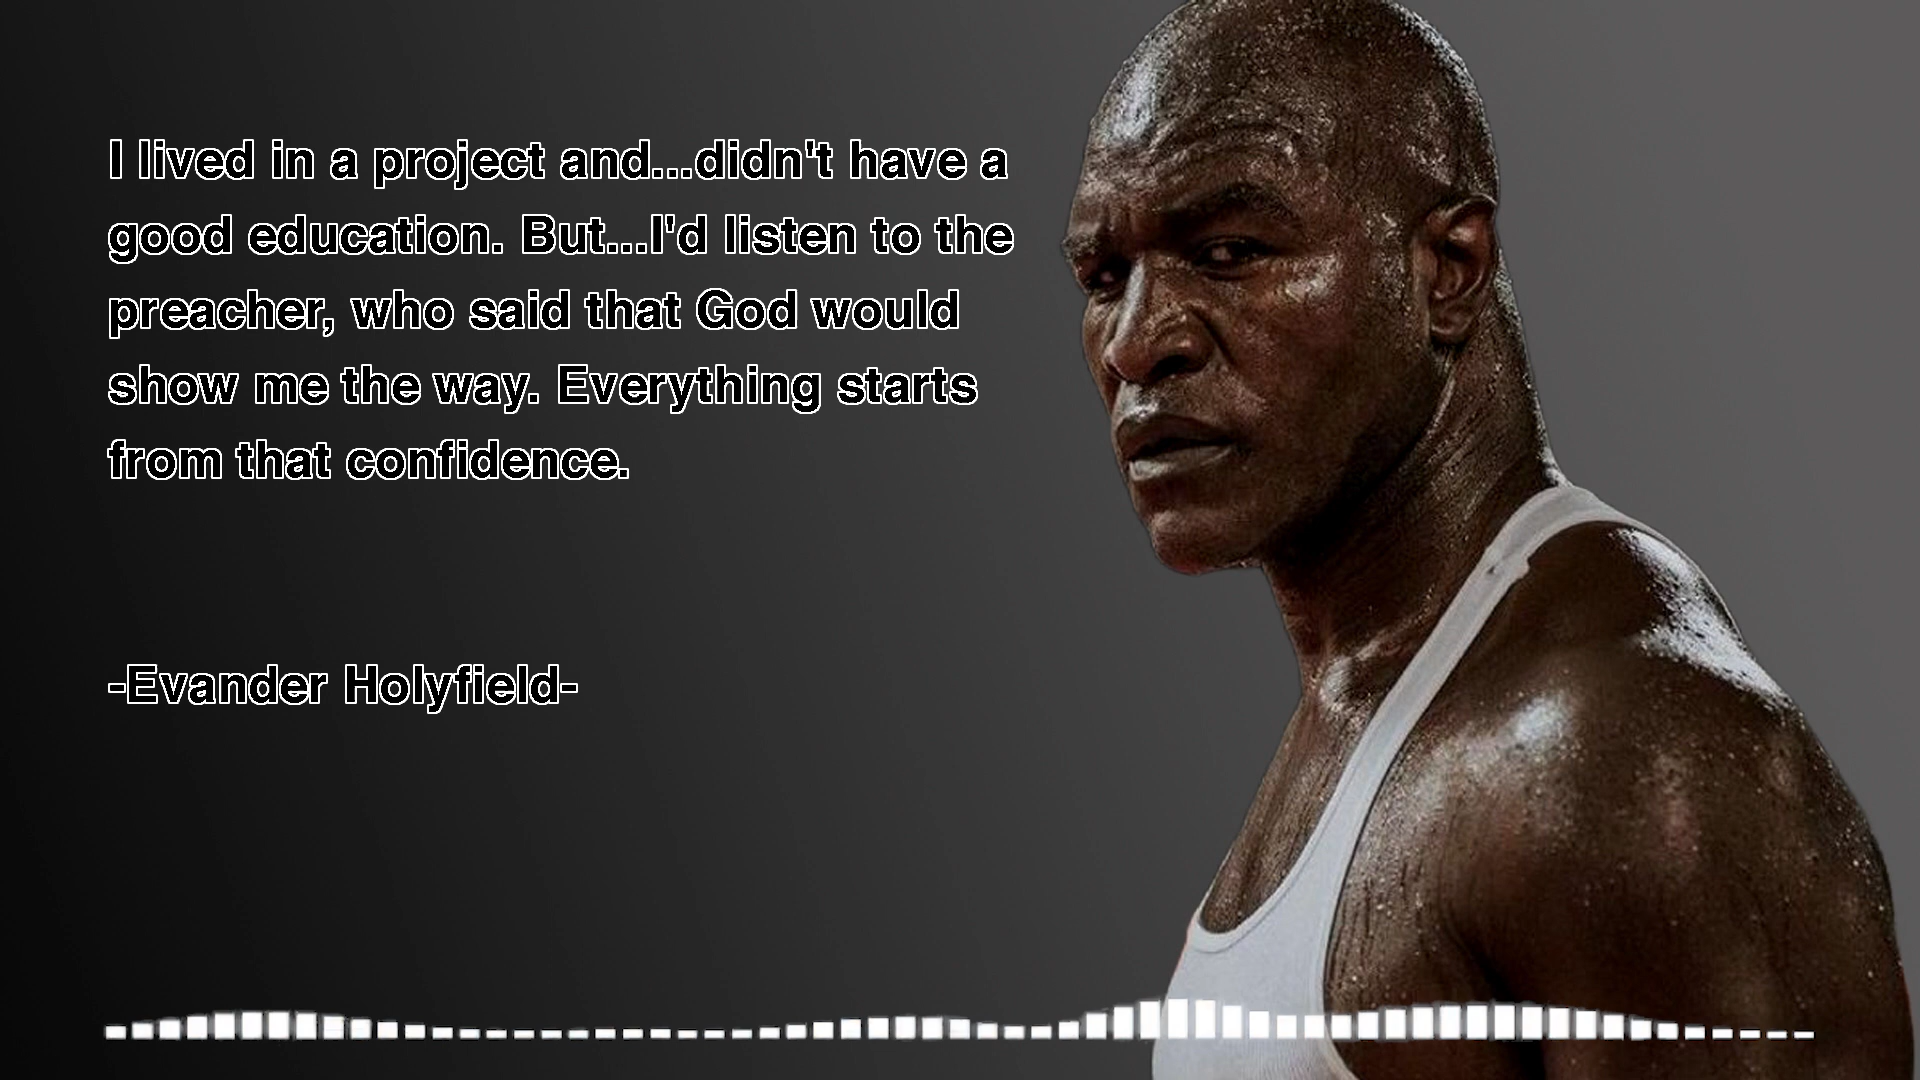 I lived in a project and...didn't have a
good education. But...I'd listen to the
preacher, who said that God would
show me the way. Everything starts
from that confidence.
-Evander Holyfield-